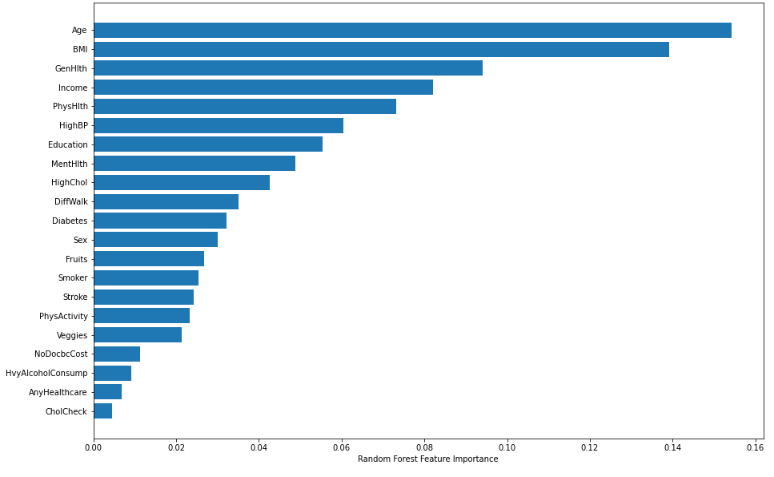 Age
BMI
GenHlth
Income
PhysHlth
HighBP
Education
MentHlth
HighChol
DiffWalk
Diabetes
Sex
Fruits
Smoker
Stroke
PhysActivity
Veggies
NoDocbcCost
HvyAlcoholConsump
AnyHealthcare
CholCheck
0.00 0.02 0.04 0.06 0.08 0.10 0.12 0.14 0.16
Random Forest Feature Importance